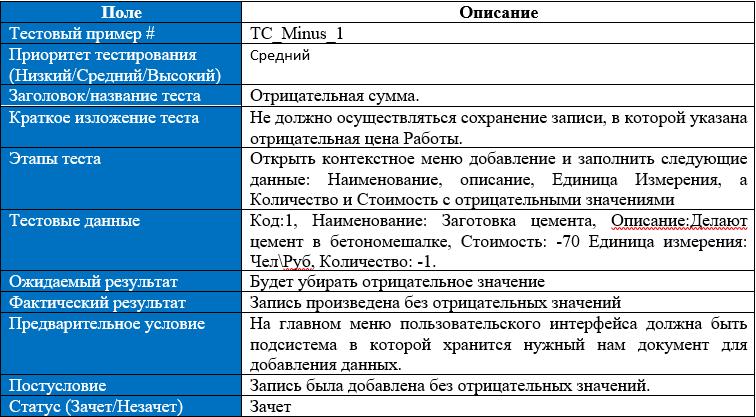 Поле Описание
Тестовый пример # TC_Minus_1
Приоритет тестирования Средний
(Низкий/Средний/Высокий)
Заголовок/название теста Отрицательная сумма.
Краткое изложение теста Не должно осуществляться сохранение записи, в которой указана
отрицательная цена Работы.
Этапы теста Открыть контекстное меню добавление и заполнить следующие
данные: Наименование, описание, Единица Измерения, а
Количество и Стоимость с отрицательными значениями
Тестовые данные Код:1, Наименование: Заготовка цемента, Описание:Делают
цемент в бетономешалке, Стоимость: -70 Единица измерения:
Чел\Руб, Количество: -1.
Ожидаемый результат Будет убирать отрицательное значение
Фактический результат Запись произведена без отрицательных значений
Предварительное условие На главном меню пользовательского интерфейса должна быть
подсистема в которой хранится нужный нам документ для
добавления данных.
Постусловие Запись была добавлена без отрицательных значений.
Статус (Зачет/Незачет) Зачет